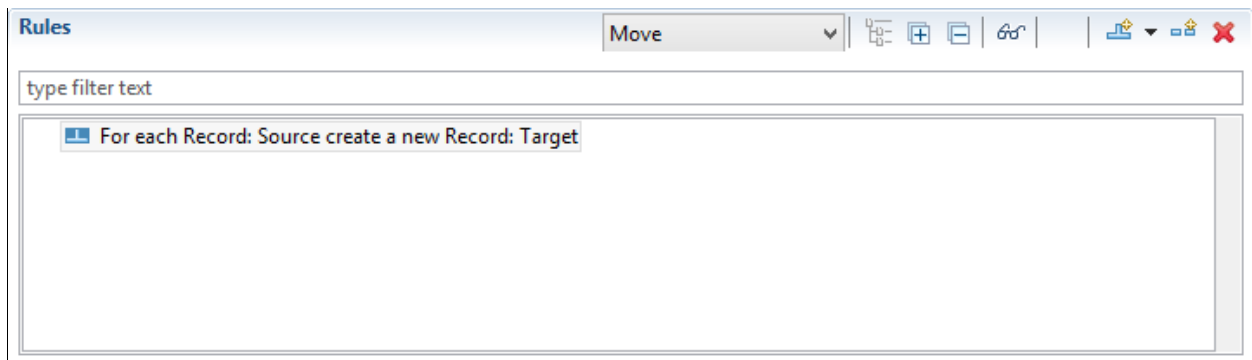 Rules
Move
type filter text
For each Record: Source create a new Record: Target